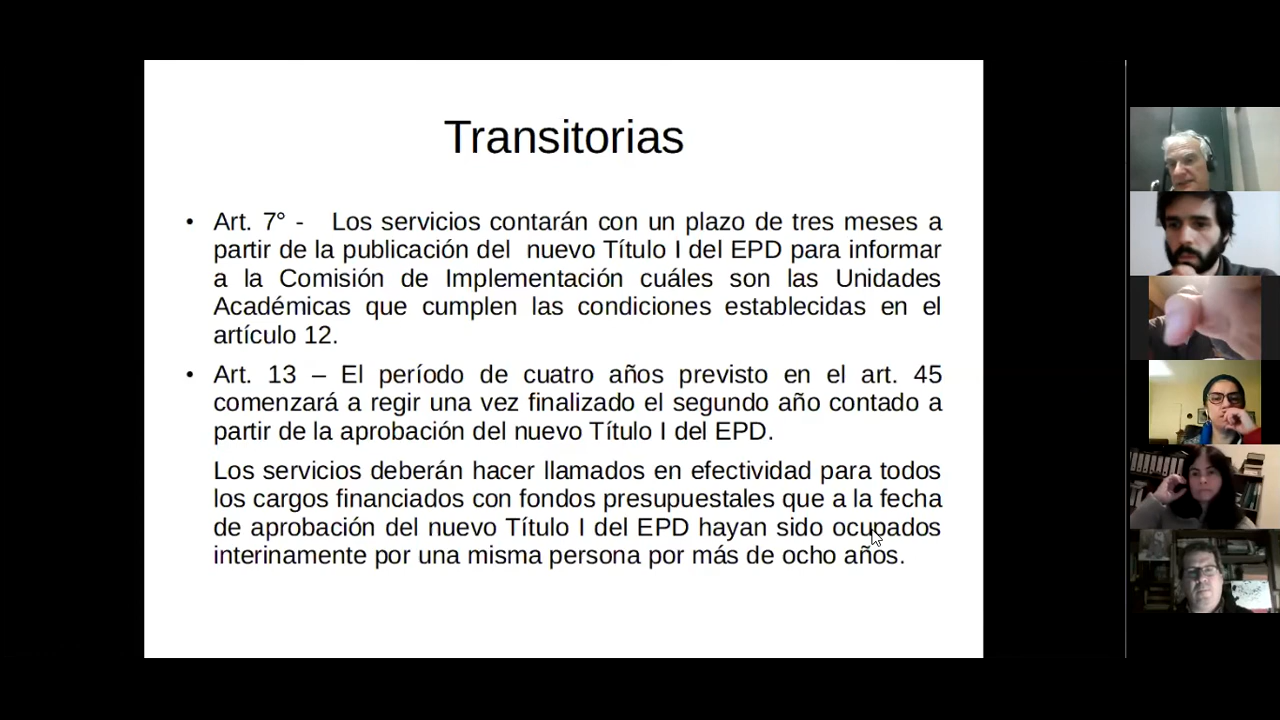 Transitorias
• Art. 7° - Los servicios contarán con un plazo de tres meses a
partir de la publicación del nuevo Título I del EPD para informar
a la Comisión de Implementación cuáles son las Unidades
Académicas que cumplen las condiciones establecidas en el
artículo 12.
• Art. 13 – El período de cuatro años previsto en el art. 45
comenzará a regir una vez finalizado el segundo año contado a
partir de la aprobación del nuevo Título I del EPD.
Los servicios deberán hacer llamados en efectividad para todos
los cargos financiados con fondos presupuestales que a la fecha
de aprobación del nuevo Título I del EPD hayan sido ocupados
interinamente por una misma persona por más de ocho años.